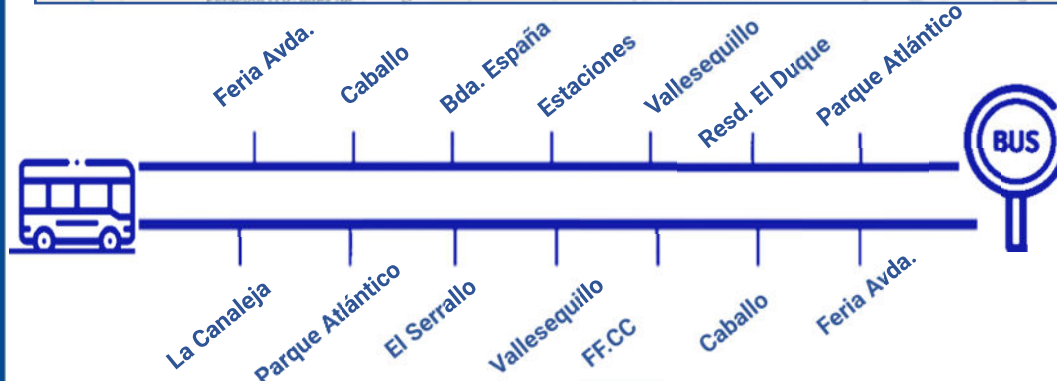 Feria Avda.
Caballo
Bda. España
Estaciones
Vallesequillo
Resd. El Duque
Parque Atlántico
BUS
La Canaleja
Parque Atlántico
El Serrallo
Vallesequillo
FF.CC
Caballo
Feria Avda.